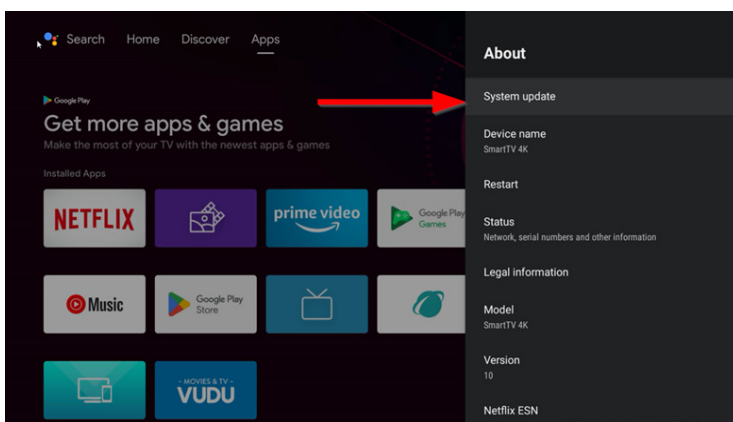 Search Home Discover Apps
Google Play
Get more apps & games
Make the most of your TV with the newest apps & games
Installed Apps
NETFLIX
prime video
Google Play
Games
Music
Google Play
Store
- MOVIES & TV -
VUDU
About
System update
Device name
SmartTV 4K
Restart
Status
Network, serial numbers and other information
Legal information
Model
SmartTV 4K
Version
10
Netflix ESN